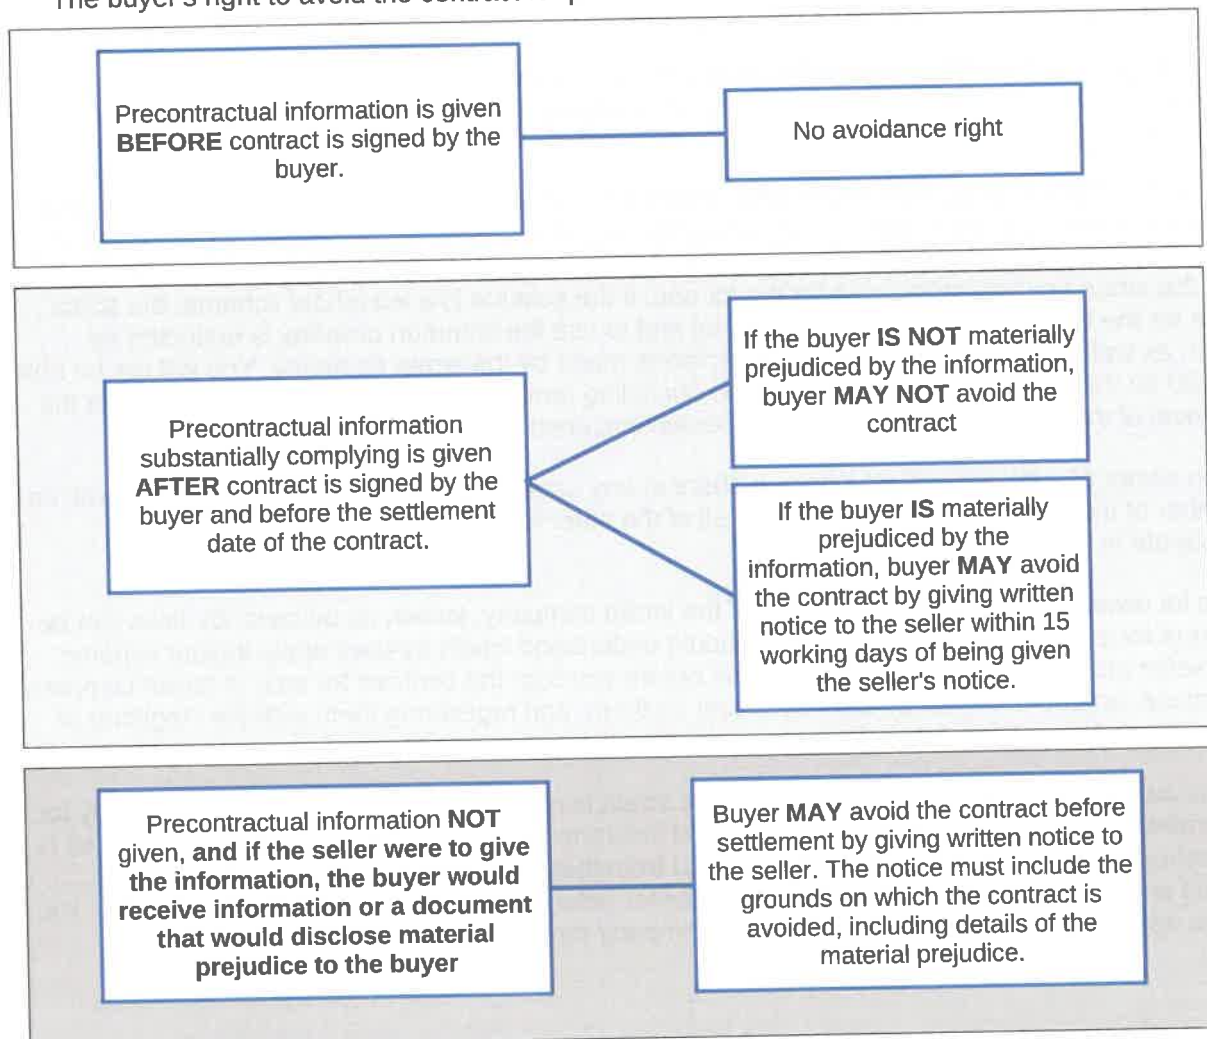 The buyer's right to avoid the contract
Precontractual information is given
BEFORE contract is signed by the
buyer.
No avoidance right
Precontractual information
substantially complying is given
AFTER contract is signed by the
buyer and before the settlement
date of the contract.
If the buyer IS NOT materially
prejudiced by the information,
buyer MAY NOT avoid the
contract
If the buyer IS materially
prejudiced by the
information, buyer MAY avoid
the contract by giving written
notice to the seller within 15
working days of being given
the seller's notice.
Precontractual information NOT
given, and if the seller were to give
the information, the buyer would
receive information or a document
that would disclose material
prejudice to the buyer
Buyer MAY avoid the contract before
settlement by giving written notice to
the seller. The notice must include the
grounds on which the contract is
avoided, including details of the
material prejudice.